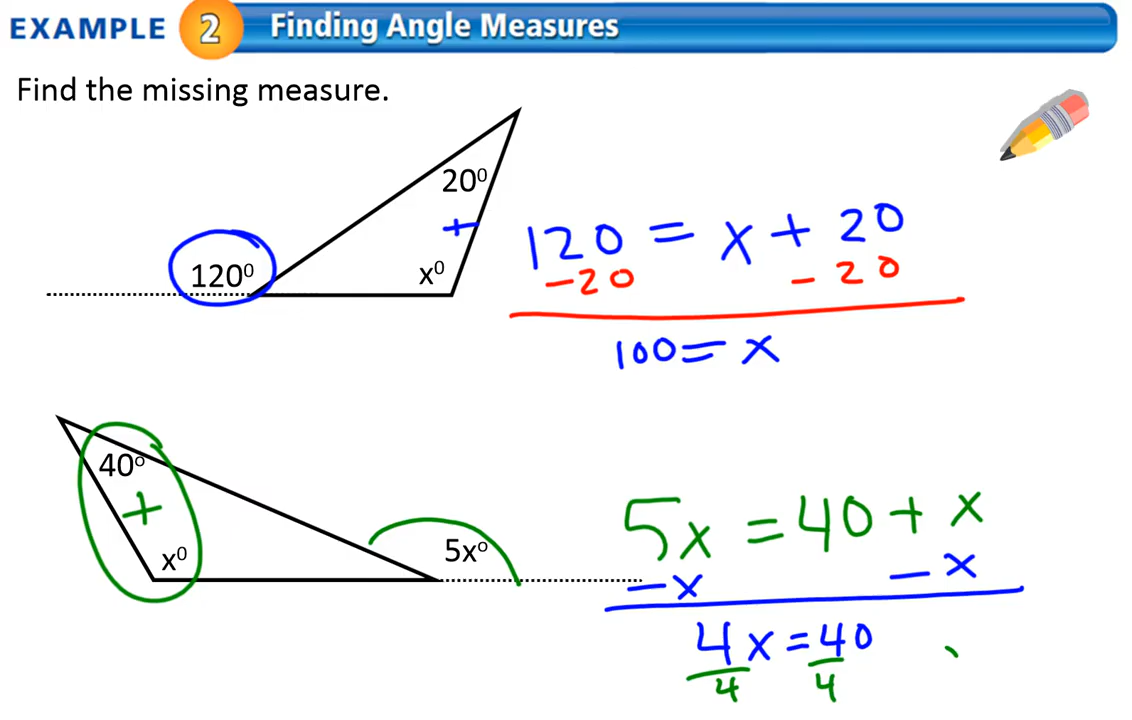 EXAMPLE 2 Finding Angle Measures
Find the missing measure.
20⁰
+
120⁰
x⁰
120 = x + 20
-20 - 20
100 = x
40°
+
x⁰
5x°
5x = 40 + x
-x - x
4x = 40
4 4